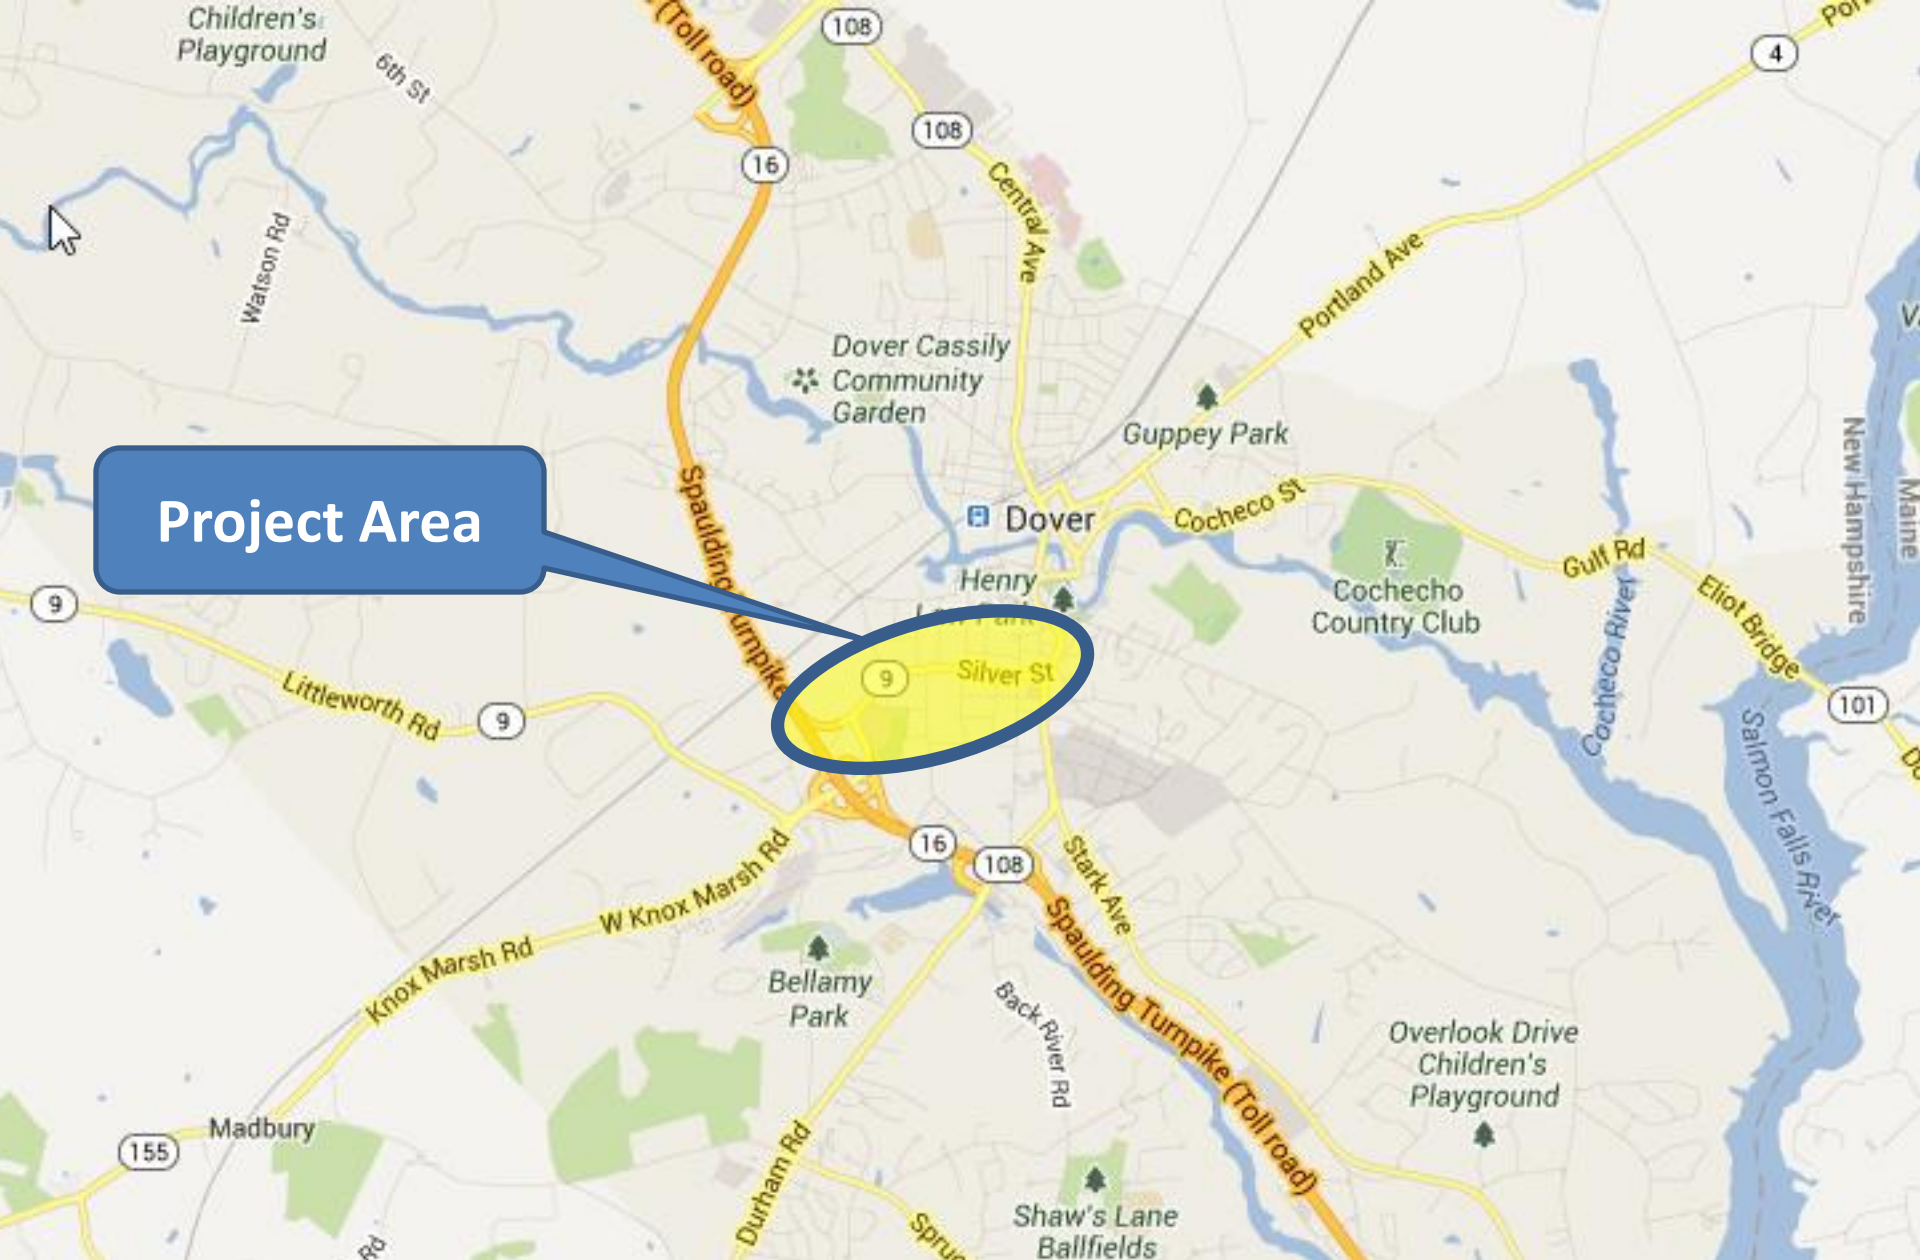 Children's
Playground
6th St
(Toll road)
108
4
108
16
Central Ave
Watson Rd
Portland Ave
Dover Cassily
Community
Garden
Guppey Park
New Hampshire
Maine
Project Area
Spaulding Turnpike
Dover
Cocheco St
Gulf Rd
Eliot Bridge
Henry
Law Park
Cochecho
Country Club
Cocheco River
9
9
Silver St
Littleworth Rd
9
101
Salmon Falls River
16
108
W Knox Marsh Rd
Stark Ave
Knox Marsh Rd
Bellamy
Park
Spaulding Turnpike (Toll road)
Back River Rd
Overlook Drive
Children's
Playground
Madbury
155
Durham Rd
Shaw's Lane
Ballfields
Rd